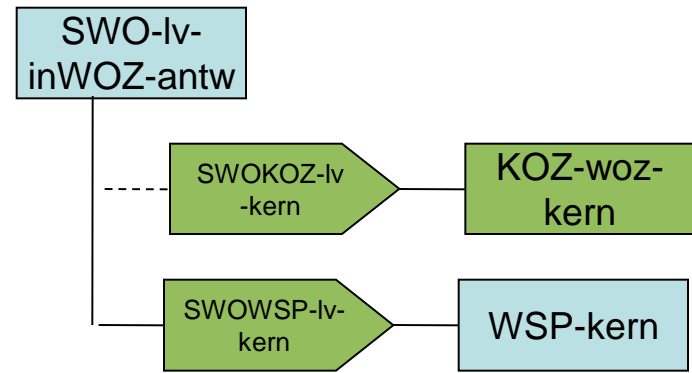 SWO-lv-
inWOZ-antw
SWOKOZ-lv
-kern
KOZ-woz-
kern
SWOWSP-lv-
kern
WSP-kern